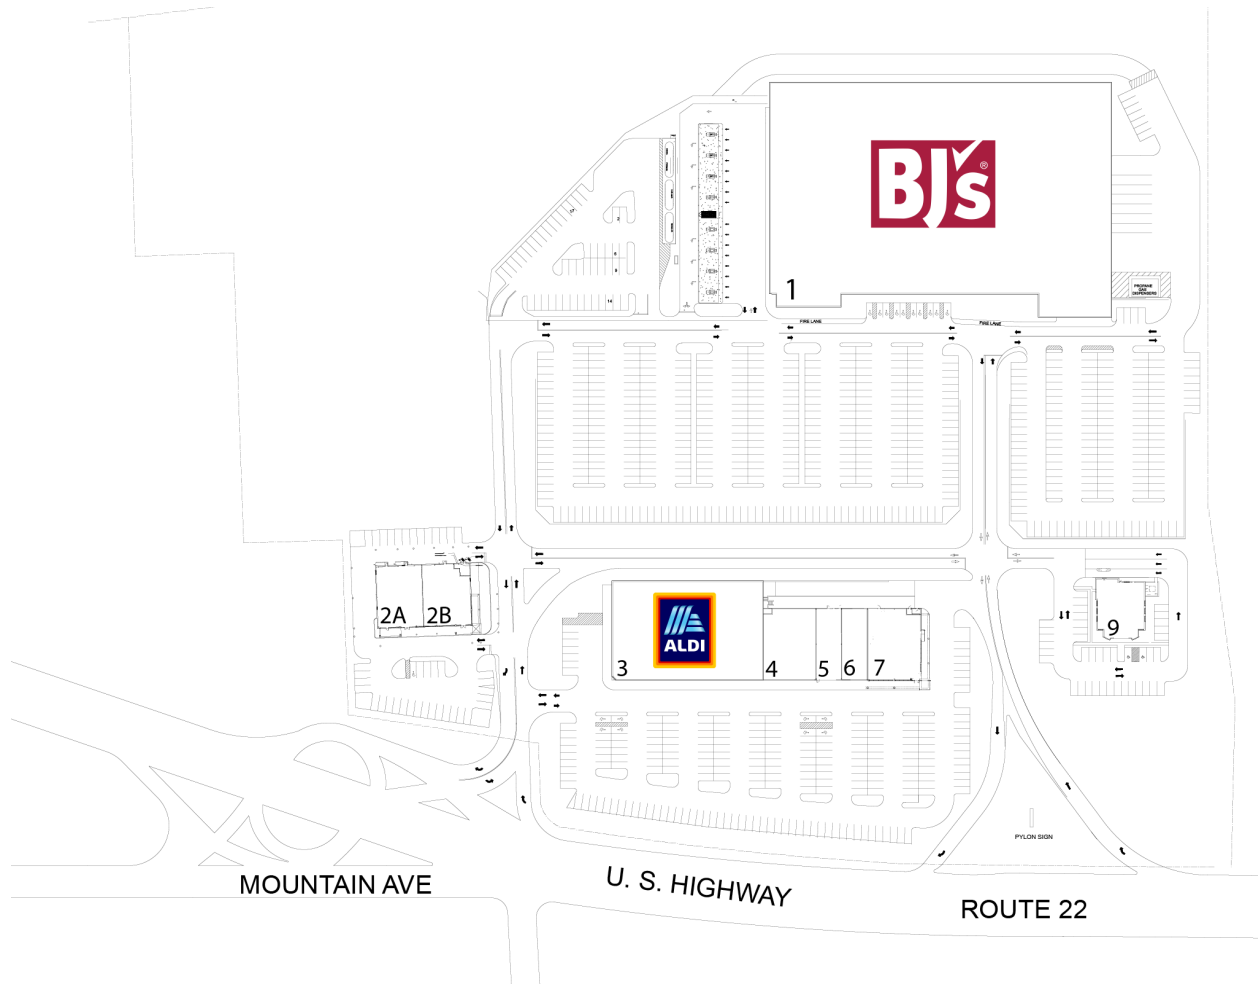 BJ's®
1
PROPANE
GAS
DISPENSERS
14
FIRE LANE
FIRE LANE
2A
2B
ALDI
3
4
5
6
7
9
PYLON SIGN
MOUNTAIN AVE
U. S. HIGHWAY
ROUTE 22